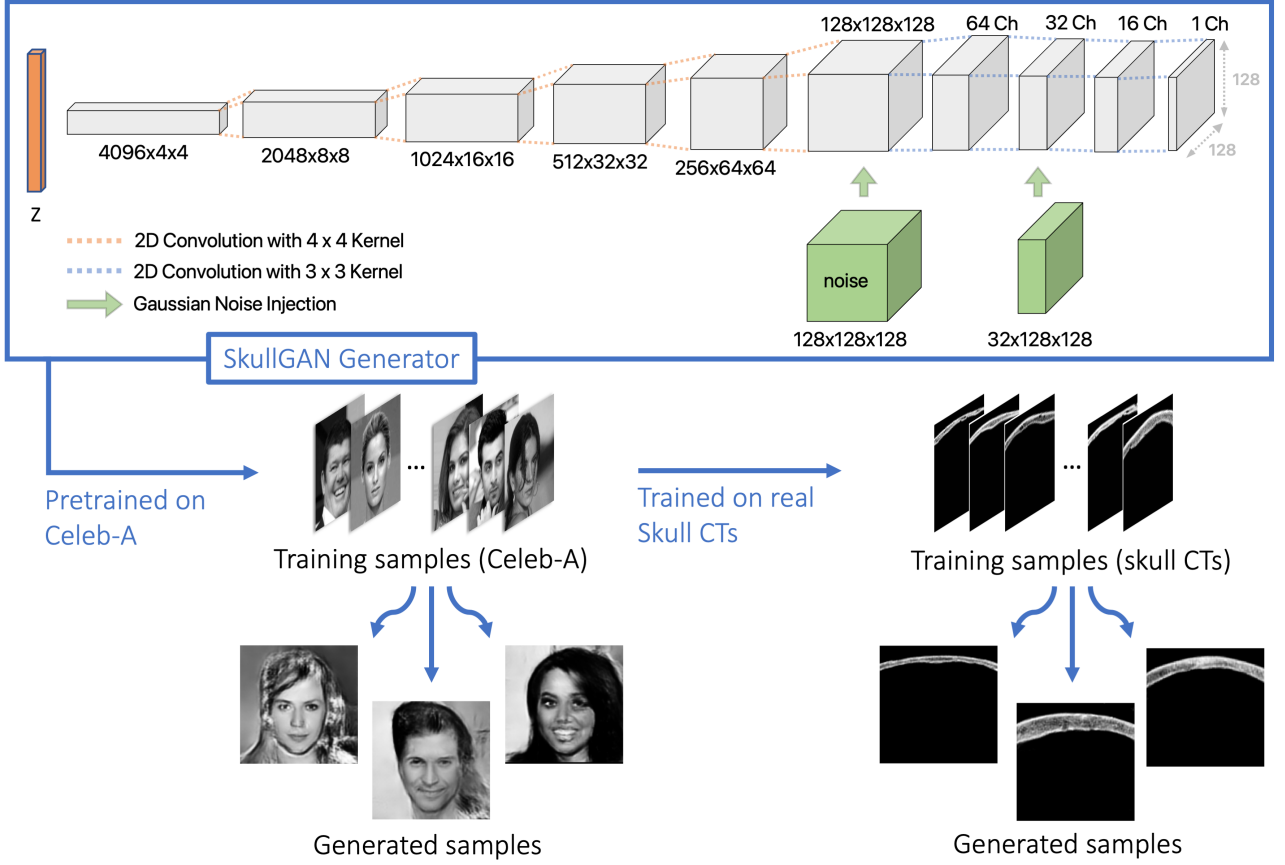 128x128x128
64 Ch
32 Ch
16 Ch
1 Ch
128
128
4096x4x4
2048x8x8
1024x16x16
512x32x32
256x64x64
z
2D Convolution with 4 x 4 Kernel
2D Convolution with 3 x 3 Kernel
Gaussian Noise Injection
noise
128x128x128
32x128x128
SkullGAN Generator
Pretrained on
Celeb-A
...
Training samples (Celeb-A)
Generated samples
Trained on real
Skull CTs
...
Training samples (skull CTs)
Generated samples